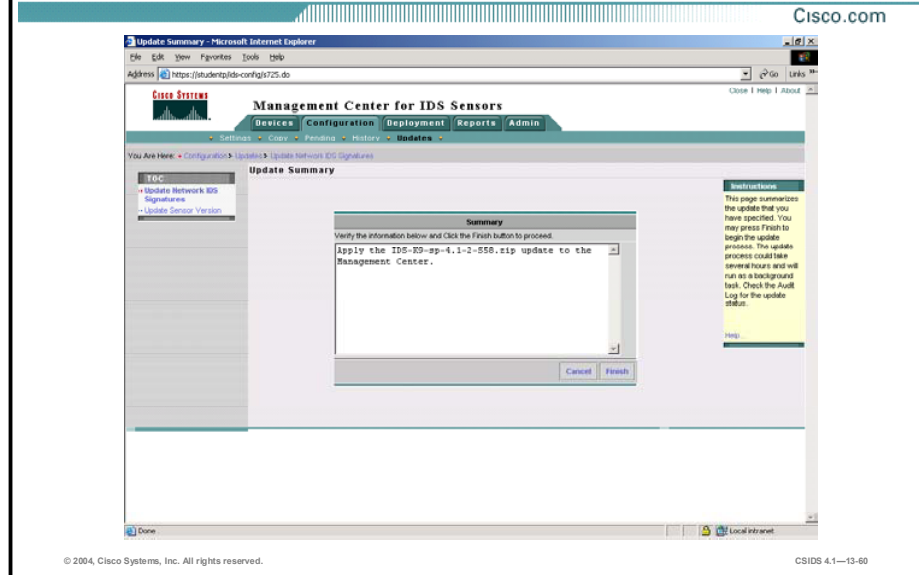 Cisco.com
Update Summary - Microsoft Internet Explorer
File Edit View Favorites Tools Help
Address https://studentp/ids-config/s725.do Go Links »
CISCO SYSTEMS
Close | Help | About
Management Center for IDS Sensors
Devices Configuration Deployment Reports Admin
Settings Copy Pending History Updates
You Are Here: Configuration > Updates > Update Network IDS Signatures
TOC
Update Network IDS
Signatures
Update Sensor Version
Update Summary
Summary
Verify the information below and Click the Finish button to proceed.
Apply the IDS-K9-sp-4.1-2-S58.zip update to the
Management Center.
Cancel Finish
Instructions
This page summarizes
the update that you
have specified. You
may press Finish to
begin the update
process. The update
process could take
several hours and will
run as a background
task. Check the Audit
Log for the update
status.
Help...
Done
Local intranet
© 2004, Cisco Systems, Inc. All rights reserved.
CSIDS 4.1—13-60